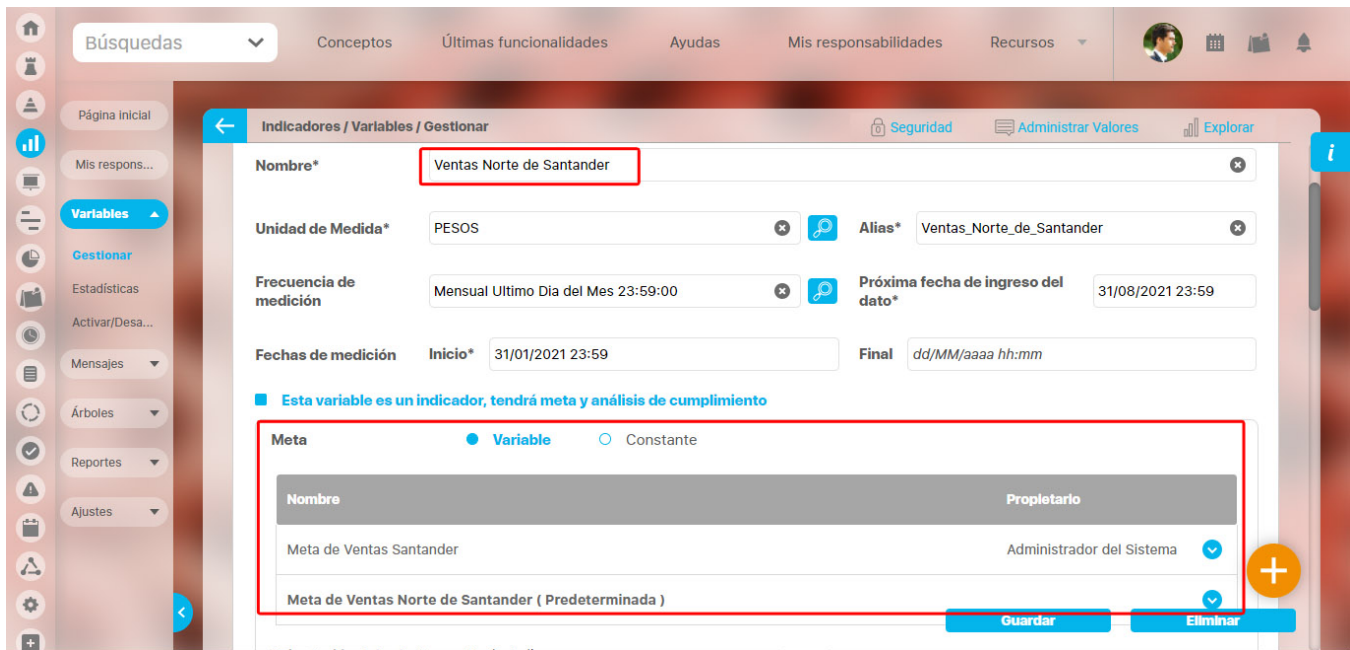 Búsquedas
Conceptos
Últimas funcionalidades
Ayudas
Mis responsabilidades
Recursos
Página inicial
Mis respons...
Variables
Gestionar
Estadísticas
Activar/Desa...
Mensajes
Árboles
Reportes
Ajustes
Indicadores / Variables / Gestionar
Seguridad
Administrar Valores
Explorar
i
Nombre*
Ventas Norte de Santander
Unidad de Medida*
PESOS
Alias*
Ventas_Norte_de_Santander
Frecuencia de
medición
Mensual Ultimo Dia del Mes 23:59:00
Próxima fecha de ingreso del
dato*
31/08/2021 23:59
Fechas de medición
Inicio*
31/01/2021 23:59
Final
dd/MM/aaaa hh:mm
Esta variable es un indicador, tendrá meta y análisis de cumplimiento
Meta
Variable
Constante
Nombre
Propietario
Meta de Ventas Santander
Administrador del Sistema
Meta de Ventas Norte de Santander ( Predeterminada )
Guardar
Eliminar